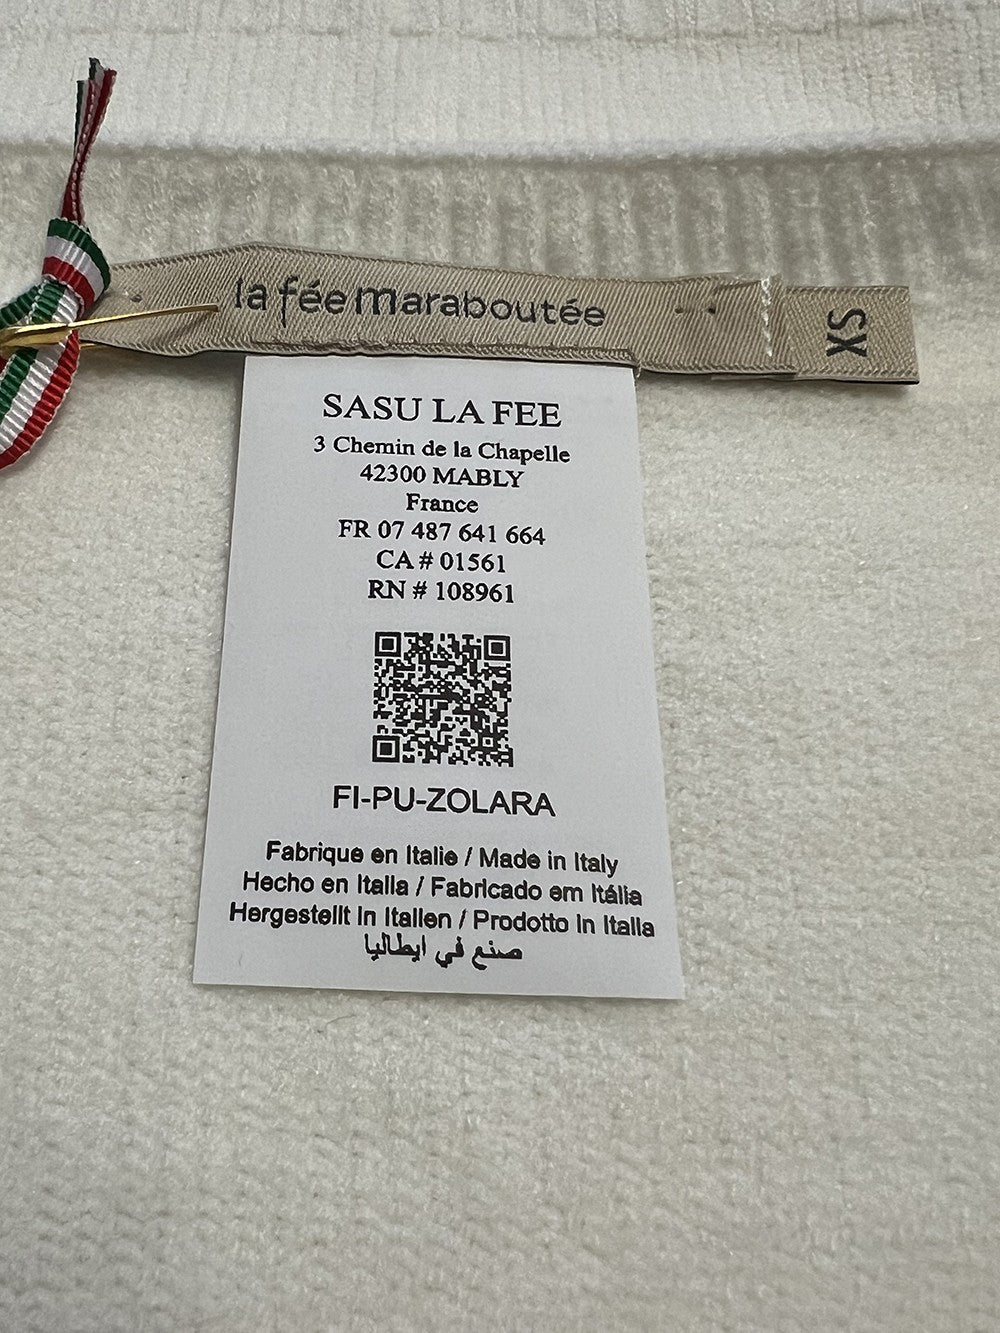 la fée maraboutée
XS
SASU LA FEE
3 Chemin de la Chapelle
42300 MABLY
France
FR 07 487 641 664
CA # 01561
RN # 108961
FI-PU-ZOLARA
Fabrique en Italie / Made in Italy
Hecho en Italia / Fabricado em Itália
Hergestellt in Italien / Prodotto in Italia
صنع في ايطاليا